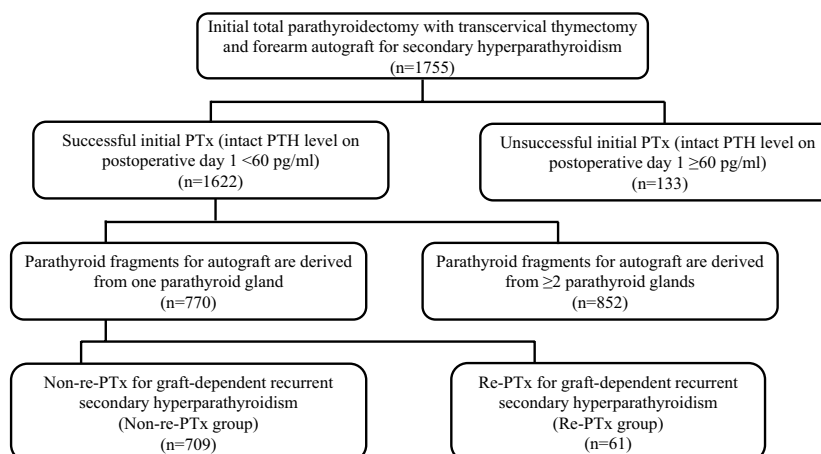 Initial total parathyroidectomy with transcervical thymectomy
and forearm autograft for secondary hyperparathyroidism
(n=1755)
Successful initial PTx (intact PTH level on
postoperative day 1 <60 pg/ml)
(n=1622)
Unsuccessful initial PTx (intact PTH level on
postoperative day 1 ≥60 pg/ml)
(n=133)
Parathyroid fragments for autograft are derived
from one parathyroid gland
(n=770)
Parathyroid fragments for autograft are derived
from ≥2 parathyroid glands
(n=852)
Non-re-PTx for graft-dependent recurrent
secondary hyperparathyroidism
(Non-re-PTx group)
n=709)
Re-PTx for graft-dependent recurrent
secondary hyperparathyroidism
(Re-PTx group)
n=61)